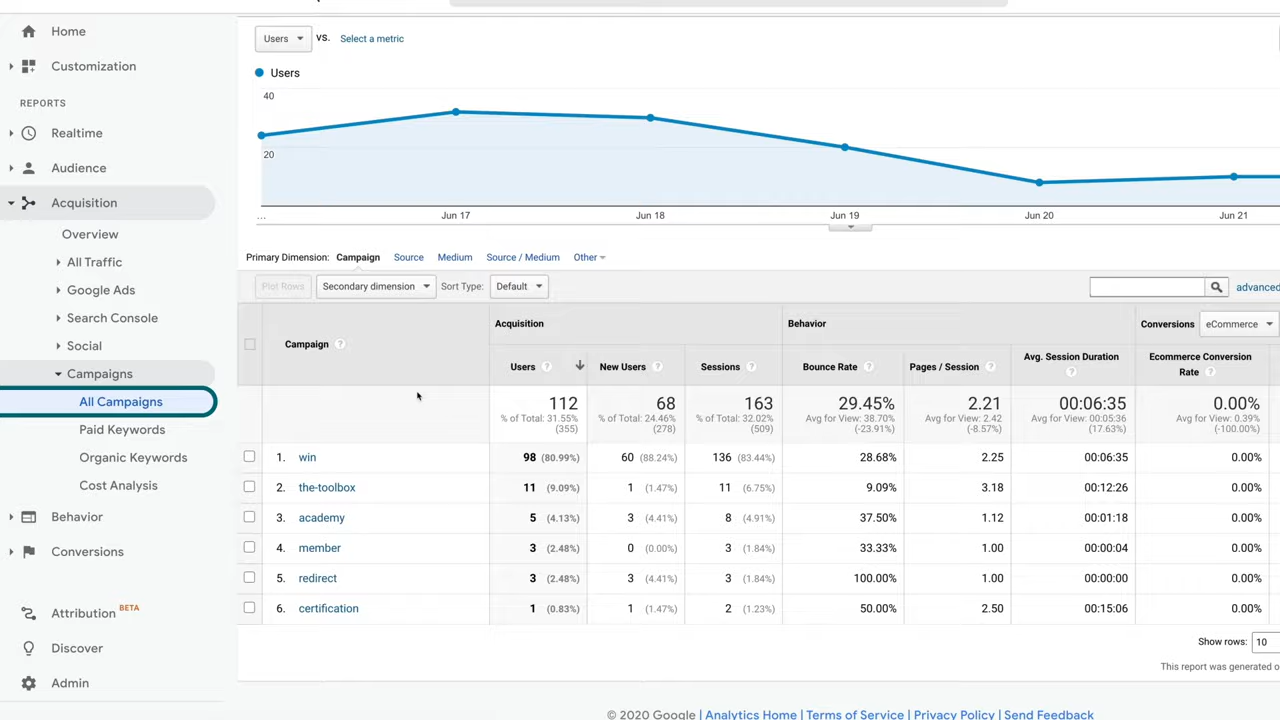 Home
Customization
REPORTS
Realtime
Audience
Acquisition
Overview
All Traffic
Google Ads
Search Console
Social
Campaigns
All Campaigns
Paid Keywords
Organic Keywords
Cost Analysis
Behavior
Conversions
Attribution BETA
Discover
Admin
Users VS. Select a metric
Users
40
20
... Jun 17 Jun 18 Jun 19 Jun 20 Jun 21
Primary Dimension: Campaign Source Medium Source / Medium Other
Plot Rows Secondary dimension Sort Type: Default advanced
Campaign ? Acquisition Behavior Conversions eCommerce
Users ? New Users ? Sessions ? Bounce Rate ? Pages / Session ? Avg. Session Duration ? Ecommerce Conversion Rate ?
112 68 163 29.45% 2.21 00:06:35 0.00%
% of Total: 31.55% % of Total: 24.46% % of Total: 32.02% Avg for View: 38.70% Avg for View: 2.42 Avg for View: 00:05:36 Avg for View: 0.39%
(355) (278) (509) (-23.91%) (-8.57%) (17.63%) (-100.00%)
1. win 98 (80.99%) 60 (88.24%) 136 (83.44%) 28.68% 2.25 00:06:35 0.00%
2. the-toolbox 11 (9.09%) 1 (1.47%) 11 (6.75%) 9.09% 3.18 00:12:26 0.00%
3. academy 5 (4.13%) 3 (4.41%) 8 (4.91%) 37.50% 1.12 00:01:18 0.00%
4. member 3 (2.48%) 0 (0.00%) 3 (1.84%) 33.33% 1.00 00:00:04 0.00%
5. redirect 3 (2.48%) 3 (4.41%) 3 (1.84%) 100.00% 1.00 00:00:00 0.00%
6. certification 1 (0.83%) 1 (1.47%) 2 (1.23%) 50.00% 2.50 00:15:06 0.00%
Show rows: 10
This report was generated o
© 2020 Google | Analytics Home | Terms of Service | Privacy Policy | Send Feedback